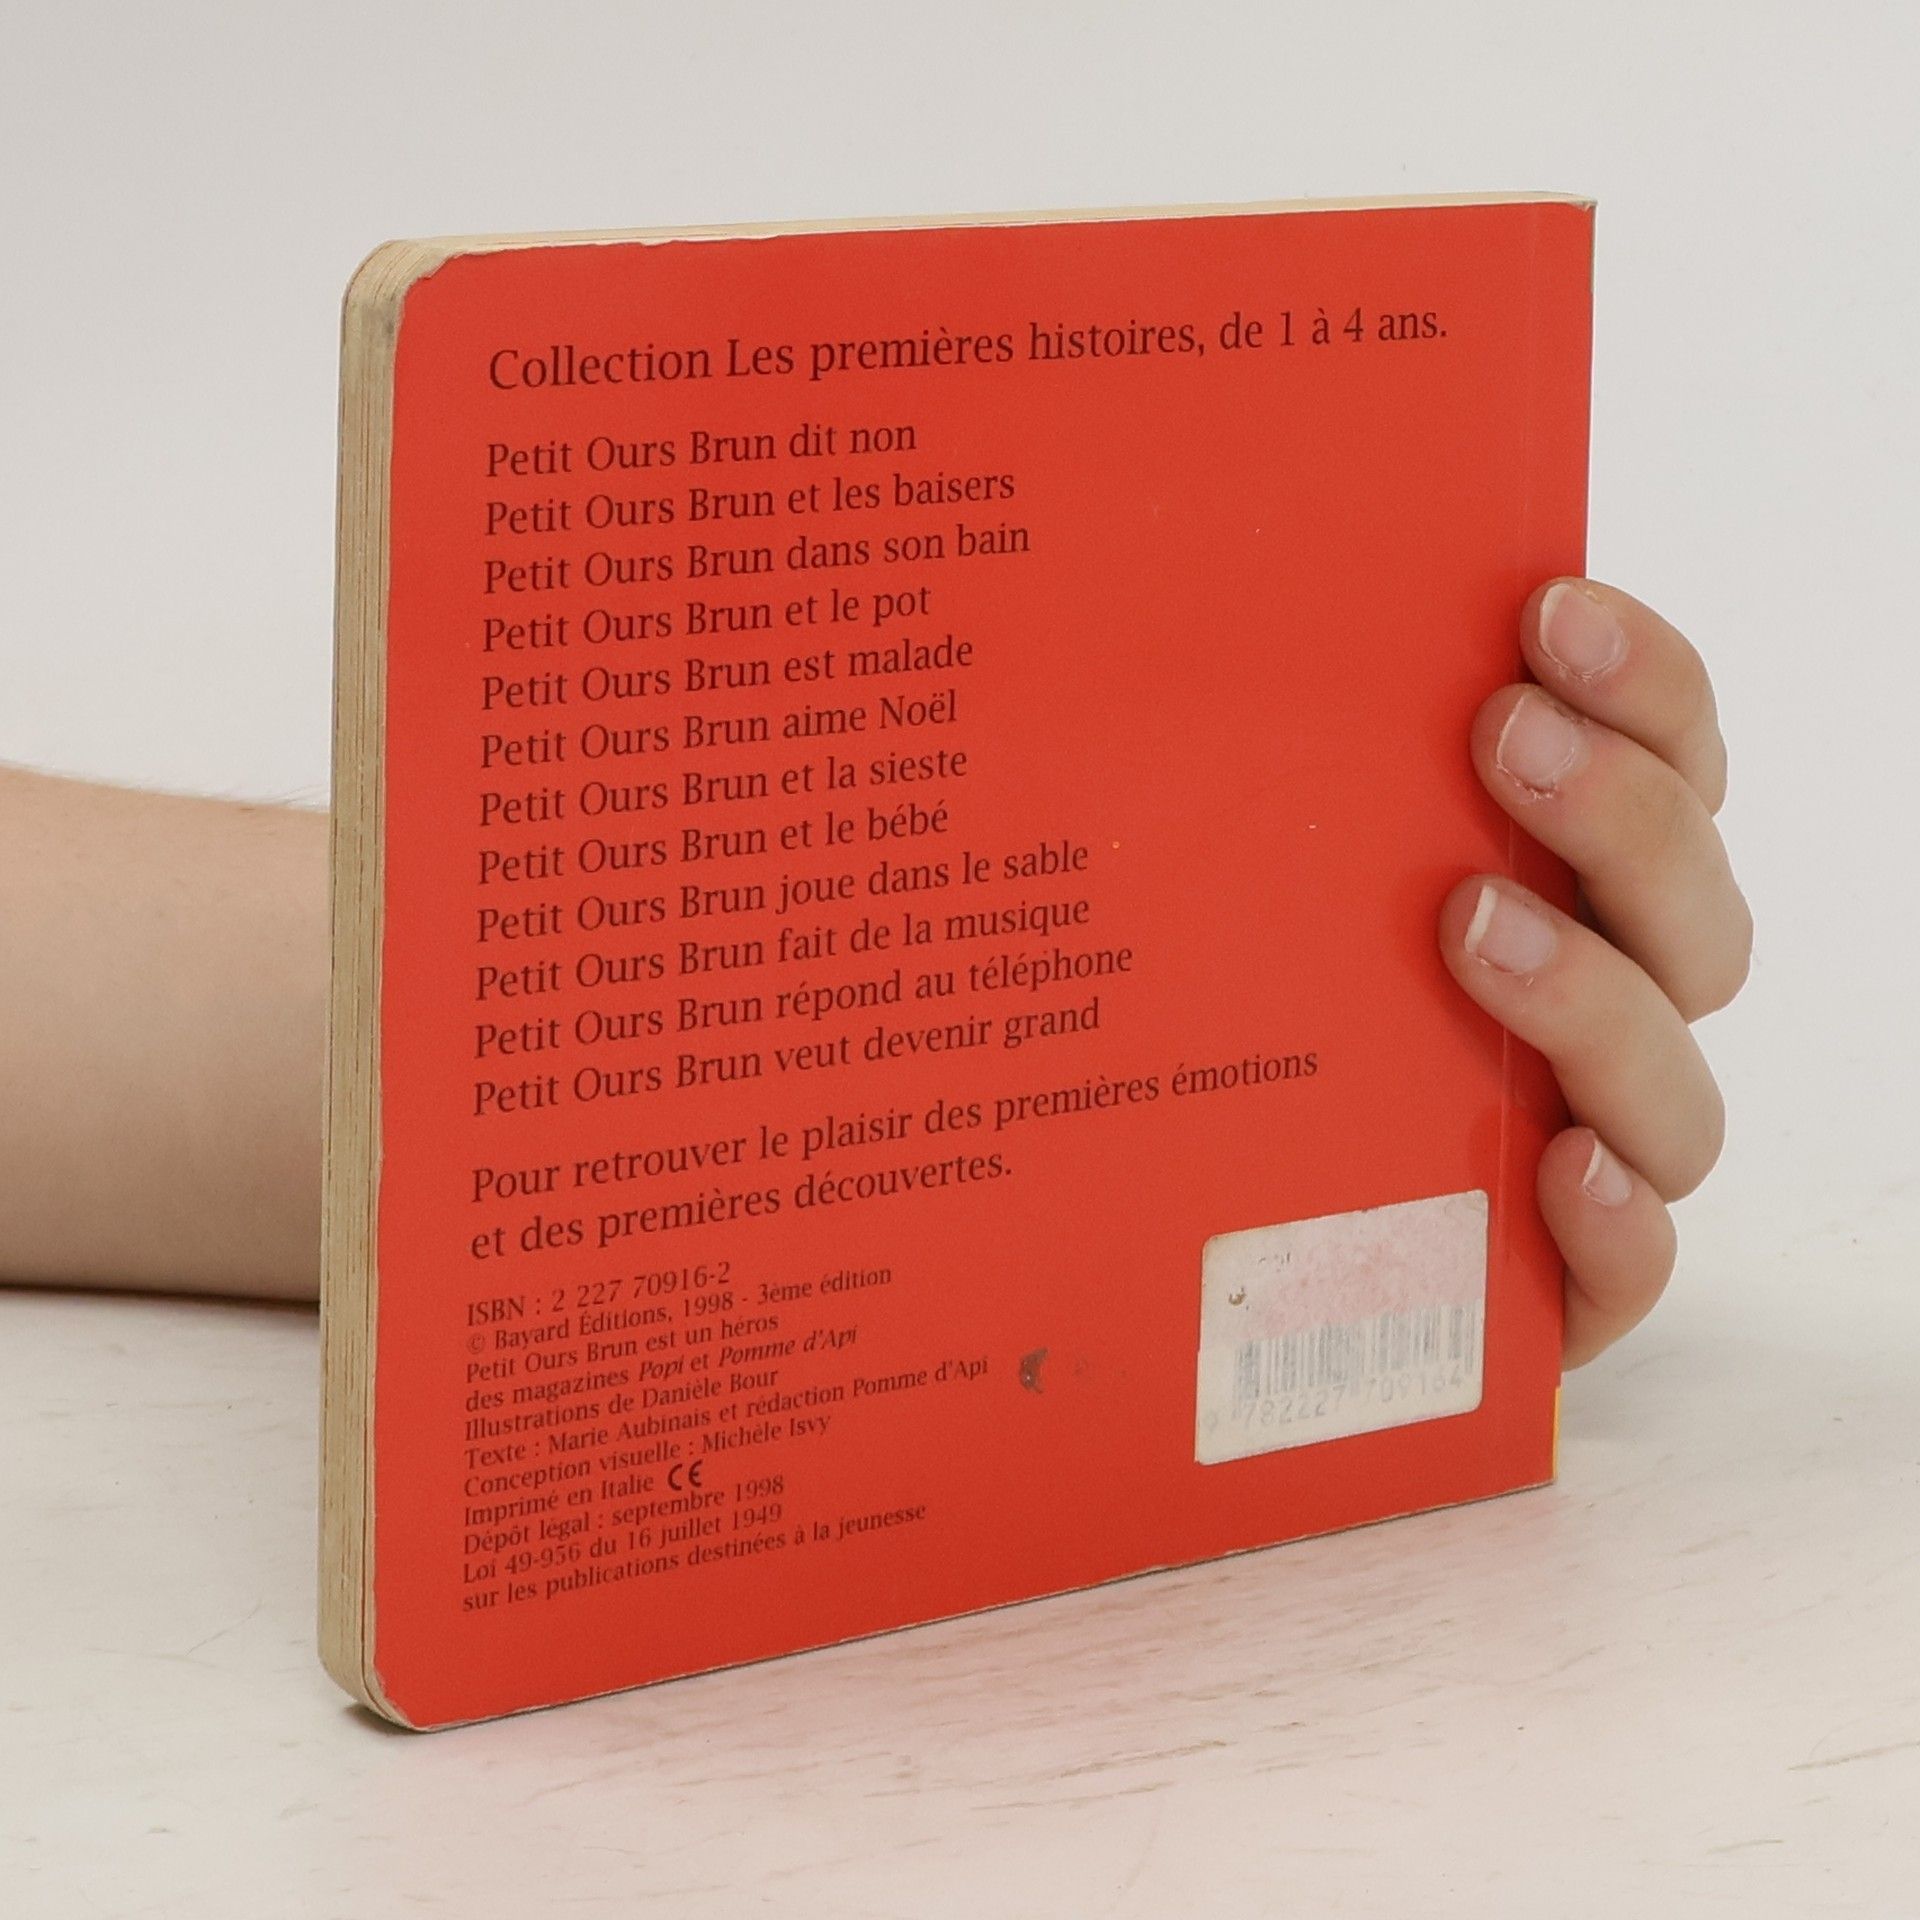 Collection Les premières histoires, de 1 à 4 ans.
Petit Ours Brun dit non
Petit Ours Brun et les baisers
Petit Ours Brun dans son bain
Petit Ours Brun et le pot
Petit Ours Brun est malade
Petit Ours Brun aime Noël
Petit Ours Brun et la sieste
Petit Ours Brun et le bébé
Petit Ours Brun joue dans le sable
Petit Ours Brun fait de la musique
Petit Ours Brun répond au téléphone
Petit Ours Brun veut devenir grand
Pour retrouver le plaisir des premières émotions
et des premières découvertes.
ISBN : 2 227 70916-2
© Bayard Éditions, 1998 - 3ème édition
Petit Ours Brun est un héros
des magazines Popi et Pomme d'Api
Illustrations de Danièle Bour
Texte : Marie Aubinais et rédaction Pomme d'Api
Conception visuelle : Michèle Isvy
Imprimé en Italie CE
Dépôt légal : septembre 1998
Loi 49-956 du 16 juillet 1949
sur les publications destinées à la jeunesse
9 782227 709164